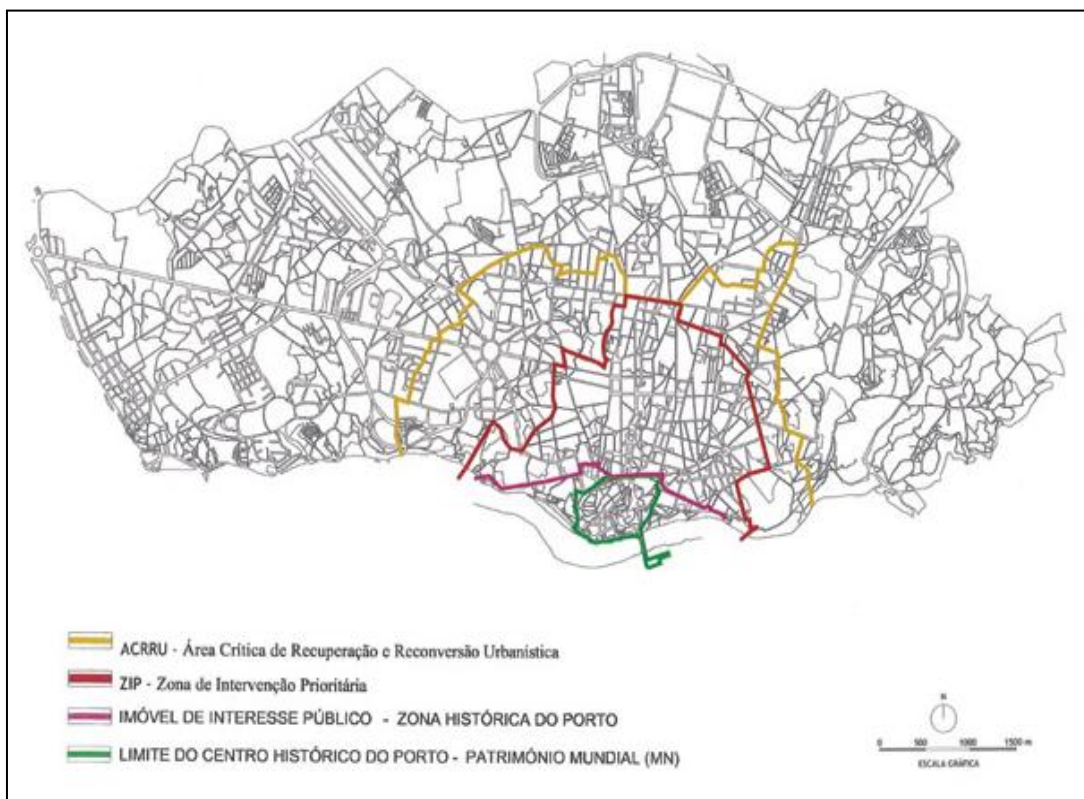 ACRRU - Área Crítica de Recuperação e Reconversão Urbanística
ZIP - Zona de Intervenção Prioritária
IMÓVEL DE INTERESSE PÚBLICO - ZONA HISTÓRICA DO PORTO
LIMITE DO CENTRO HISTÓRICO DO PORTO - PATRIMÓNIO MUNDIAL (MN)
N
0 500 1000 1500 m
ESCALA GRÁFICA